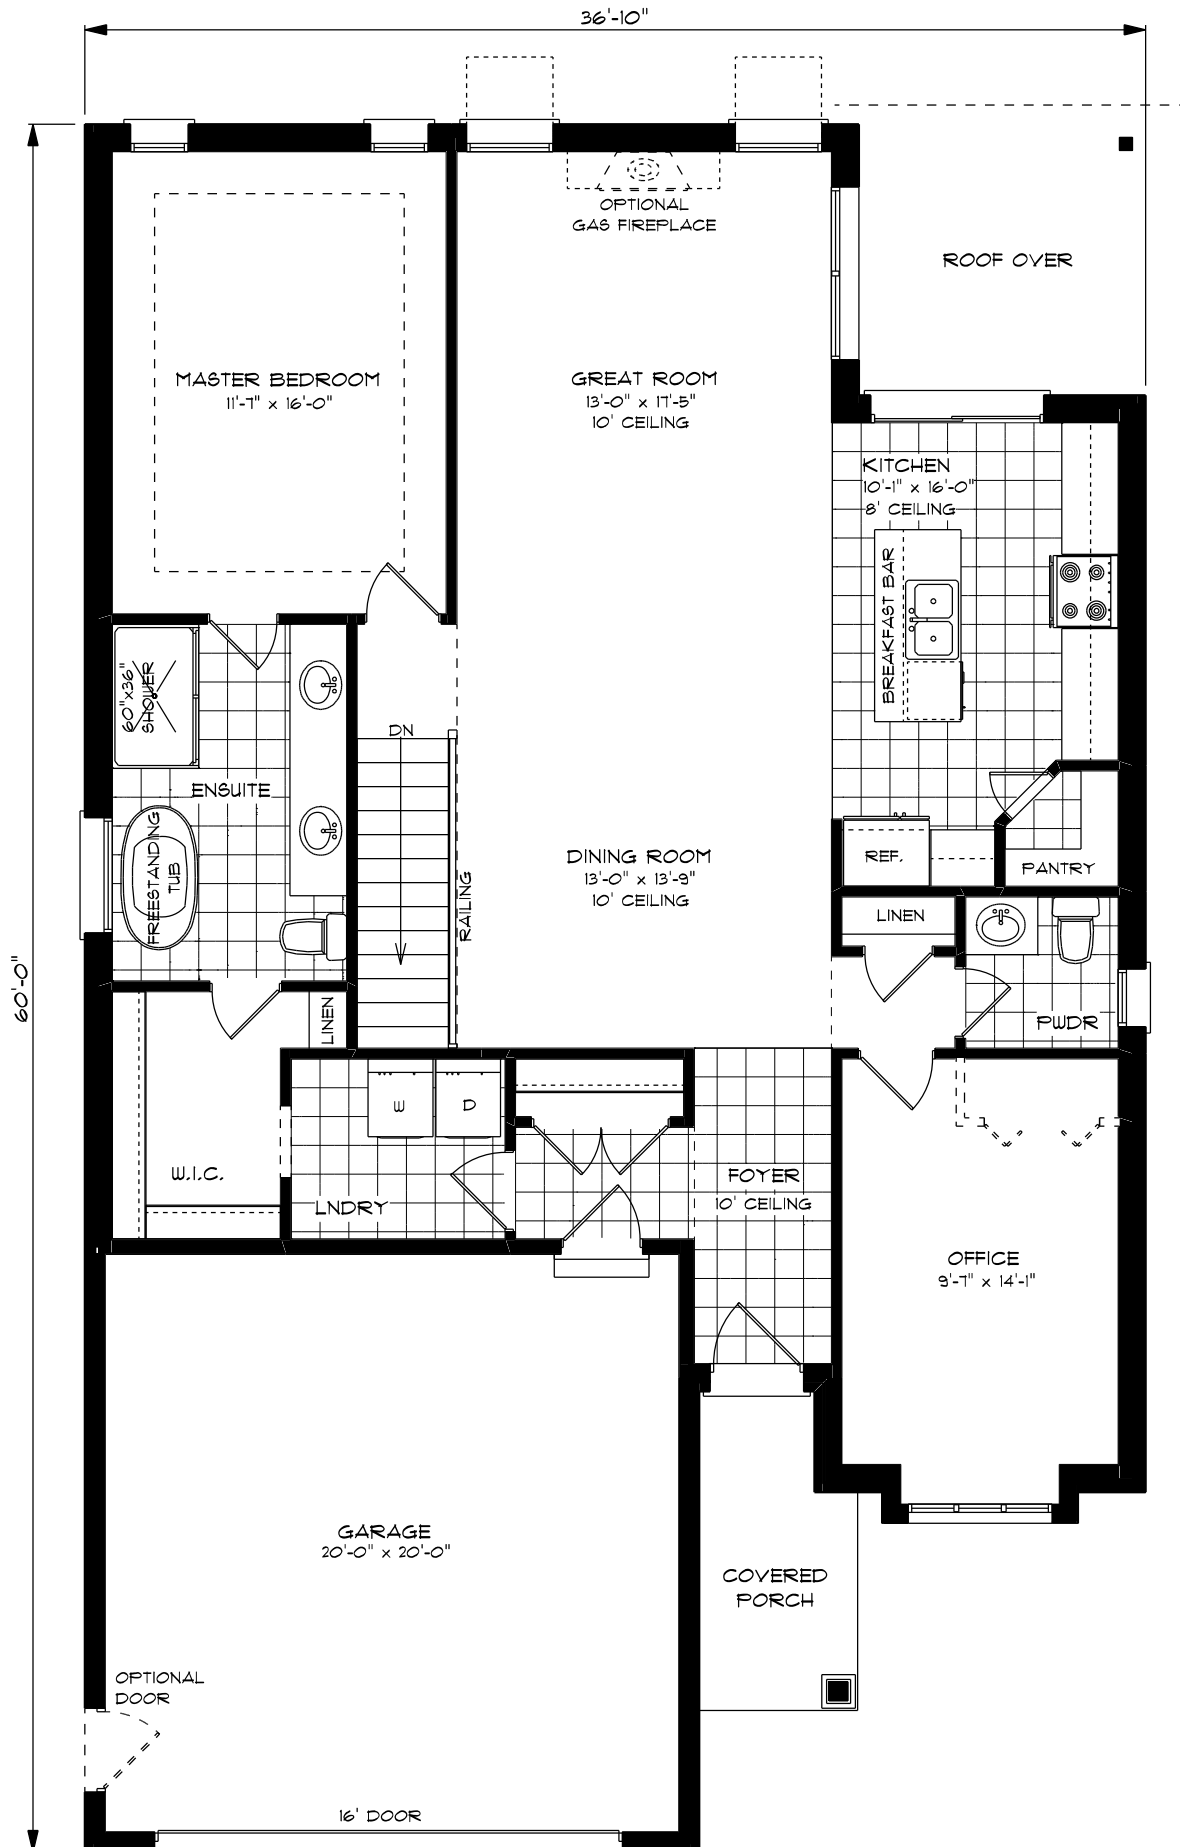 36'-10"
OPTIONAL
GAS FIREPLACE
ROOF OVER
MASTER BEDROOM
11'-7" x 16'-0"
GREAT ROOM
13'-0" x 17'-5"
10' CEILING
KITCHEN
10'-1" x 16'-0"
8' CEILING
BREAKFAST BAR
60"x36"
SHOWER
DN
ENSUITE
FREESTANDING
TUB
RAILING
DINING ROOM
13'-0" x 13'-9"
10' CEILING
REF.
PANTRY
LINEN
60'-0"
LINEN
PWDR
W
D
W.I.C.
LNDRY
FOYER
10' CEILING
OFFICE
9'-7" x 14'-1"
GARAGE
20'-0" x 20'-0"
COVERED
PORCH
OPTIONAL
DOOR
16' DOOR